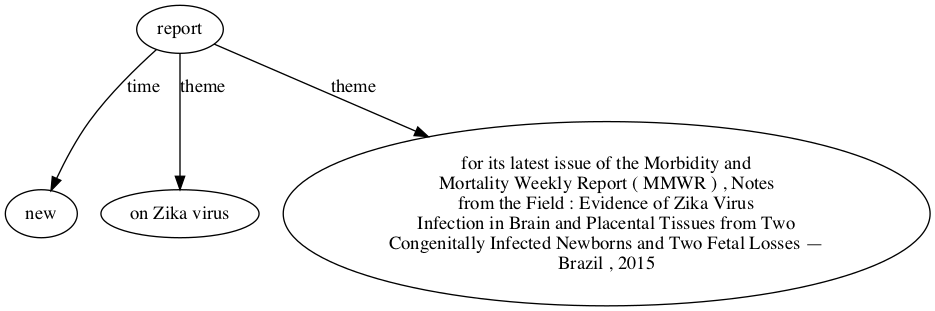 report
time
theme
theme
new
on Zika virus
for its latest issue of the Morbidity and
Mortality Weekly Report ( MMWR ) , Notes
from the Field : Evidence of Zika Virus
Infection in Brain and Placental Tissues from Two
Congenitally Infected Newborns and Two Fetal Losses —
Brazil , 2015